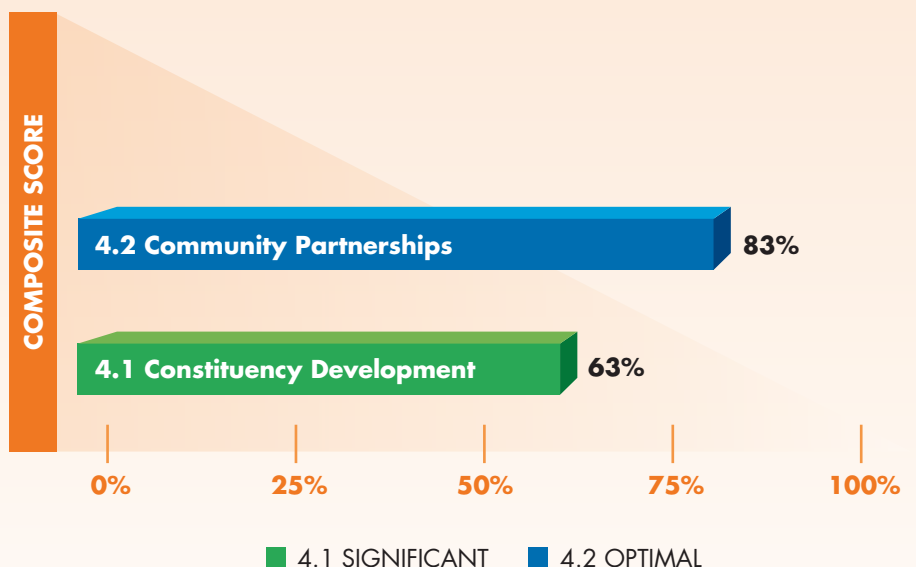 COMPOSITE SCORE
4.2 Community Partnerships
83%
4.1 Constituency Development
63%
0% 25% 50% 75% 100%
4.1 SIGNIFICANT 4.2 OPTIMAL